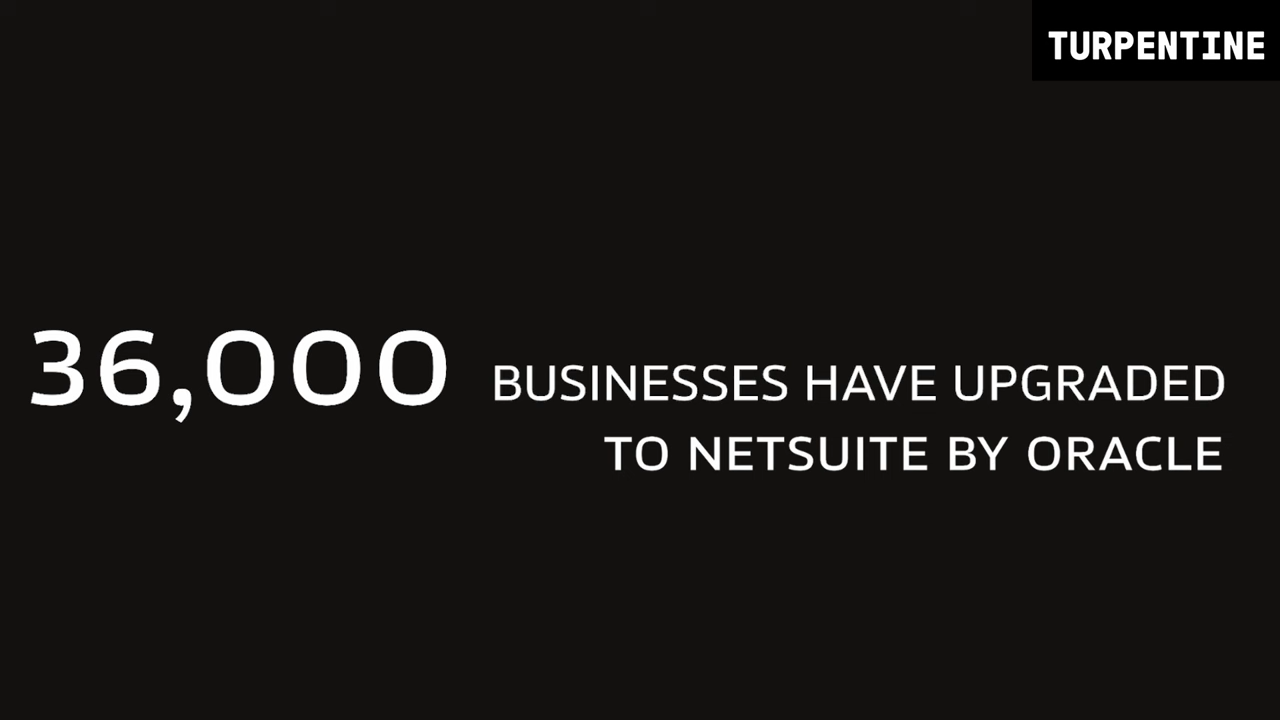 TURPENTINE
36,000 BUSINESSES HAVE UPGRADED
TO NETSUITE BY ORACLE